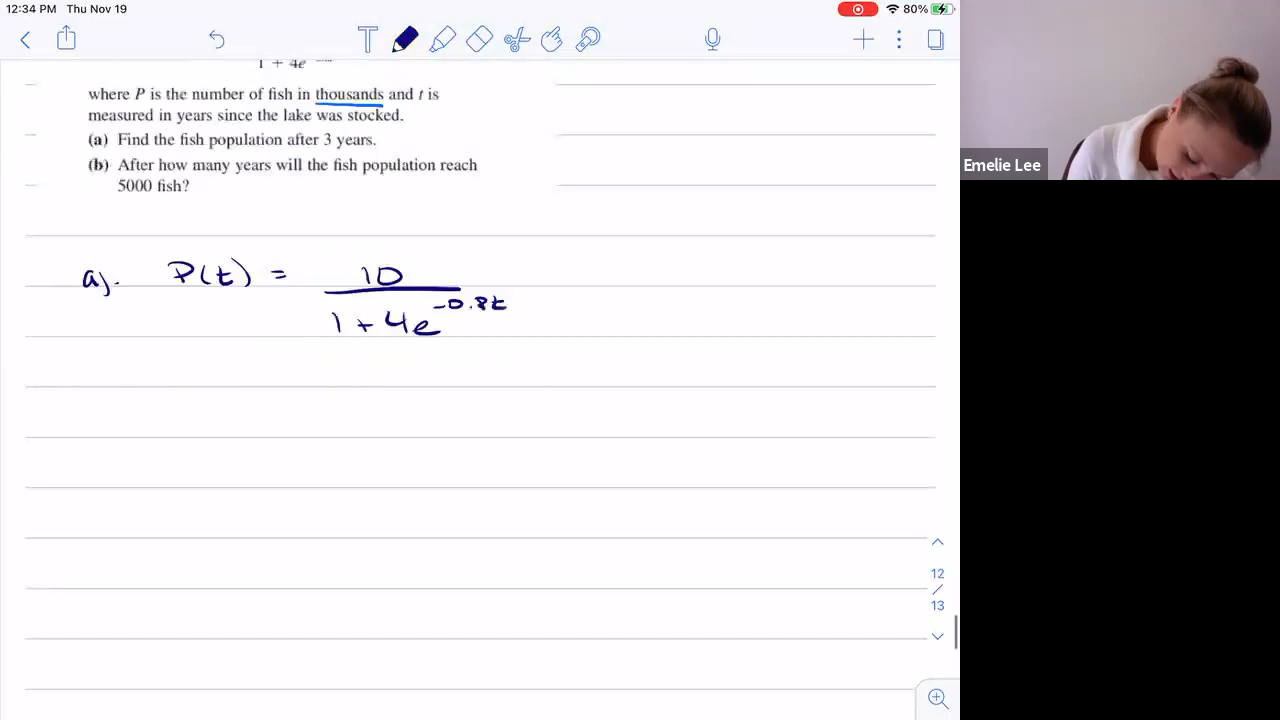 12:34 PM Thu Nov 19
80%
1 + 4e
where P is the number of fish in thousands and t is
measured in years since the lake was stocked.
(a) Find the fish population after 3 years.
(b) After how many years will the fish population reach
5000 fish?
a). P(t) = 10
1 + 4e^-0.8t
Emelie Lee
12
/
13